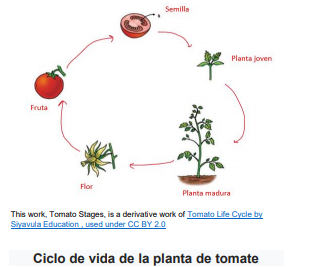 Semilla
Planta joven
Fruta
Flor
Planta madura
This work, Tomato Stages, is a derivative work of Tomato Life Cycle by
Siyavula Education , used under CC BY 2.0
Ciclo de vida de la planta de tomate